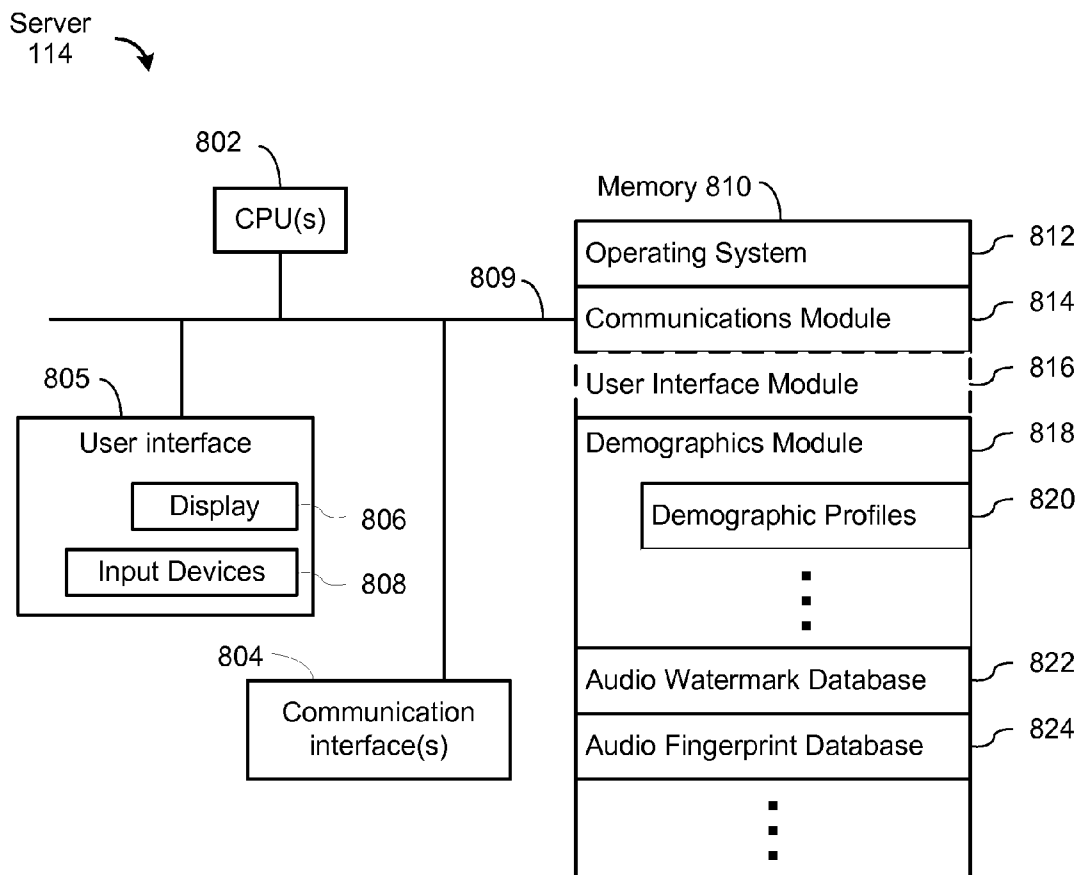 Server
114
802
CPU(s)
Memory 810
Operating System
812
809
Communications Module
814
User Interface Module
816
805
User interface
Display
806
Input Devices
808
Demographics Module
818
Demographic Profiles
820
804
Communication
interface(s)
Audio Watermark Database
822
Audio Fingerprint Database
824